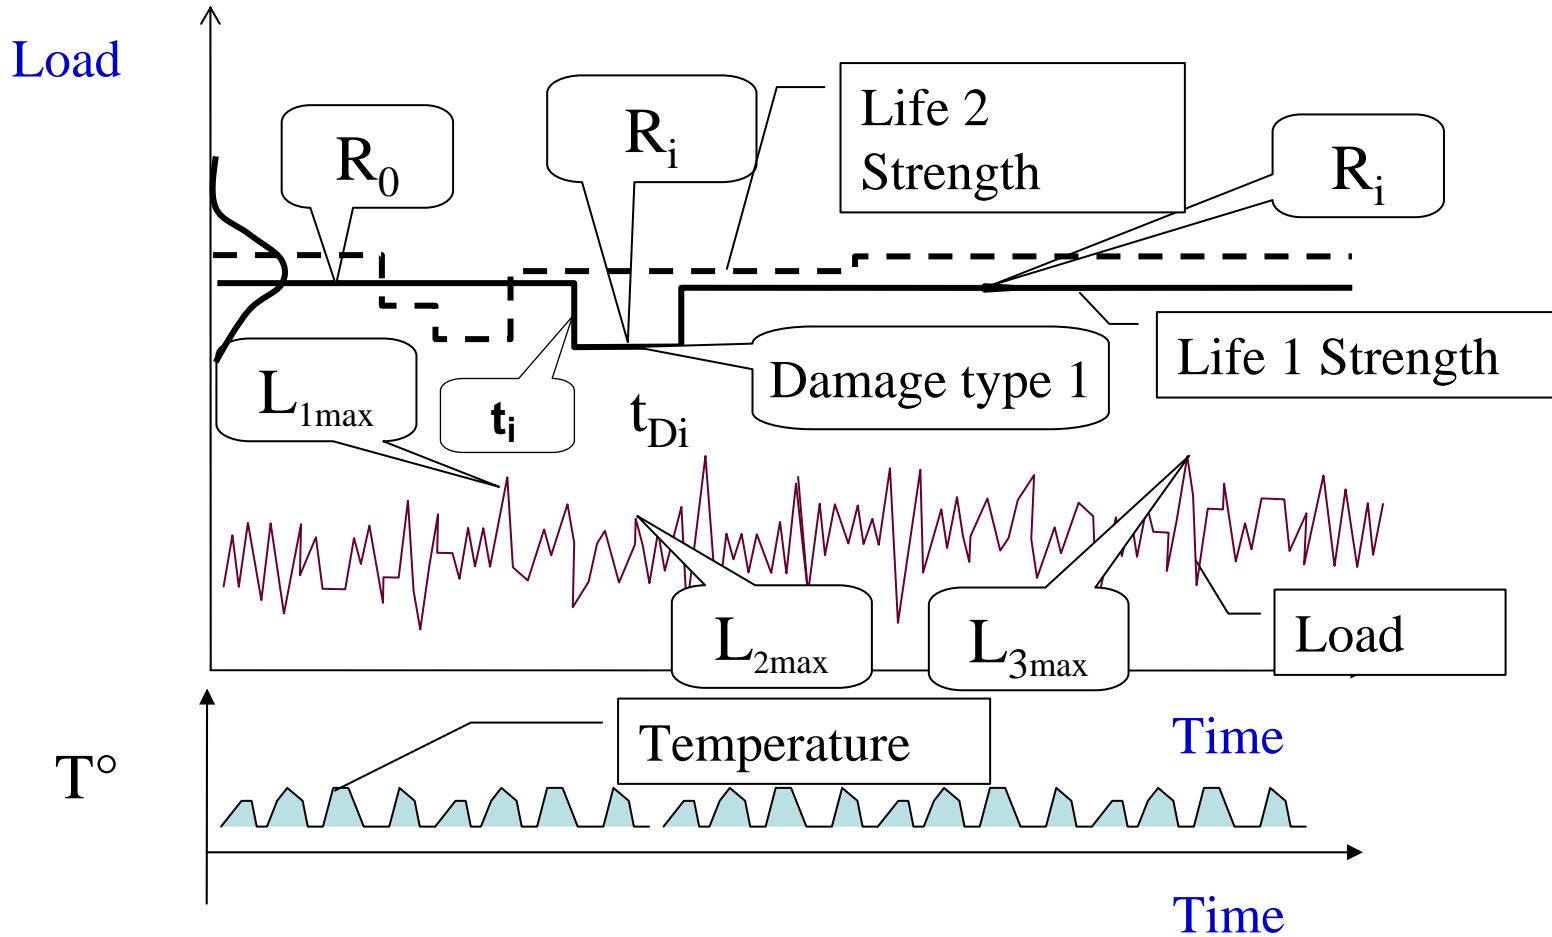 Load
R₀
Rᵢ
Life 2
Strength
Rᵢ
L₁ₘₐₓ
tᵢ
t_Di
Damage type 1
Life 1 Strength
L₂ₘₐₓ
L₃ₘₐₓ
Load
T°
Temperature
Time
Time